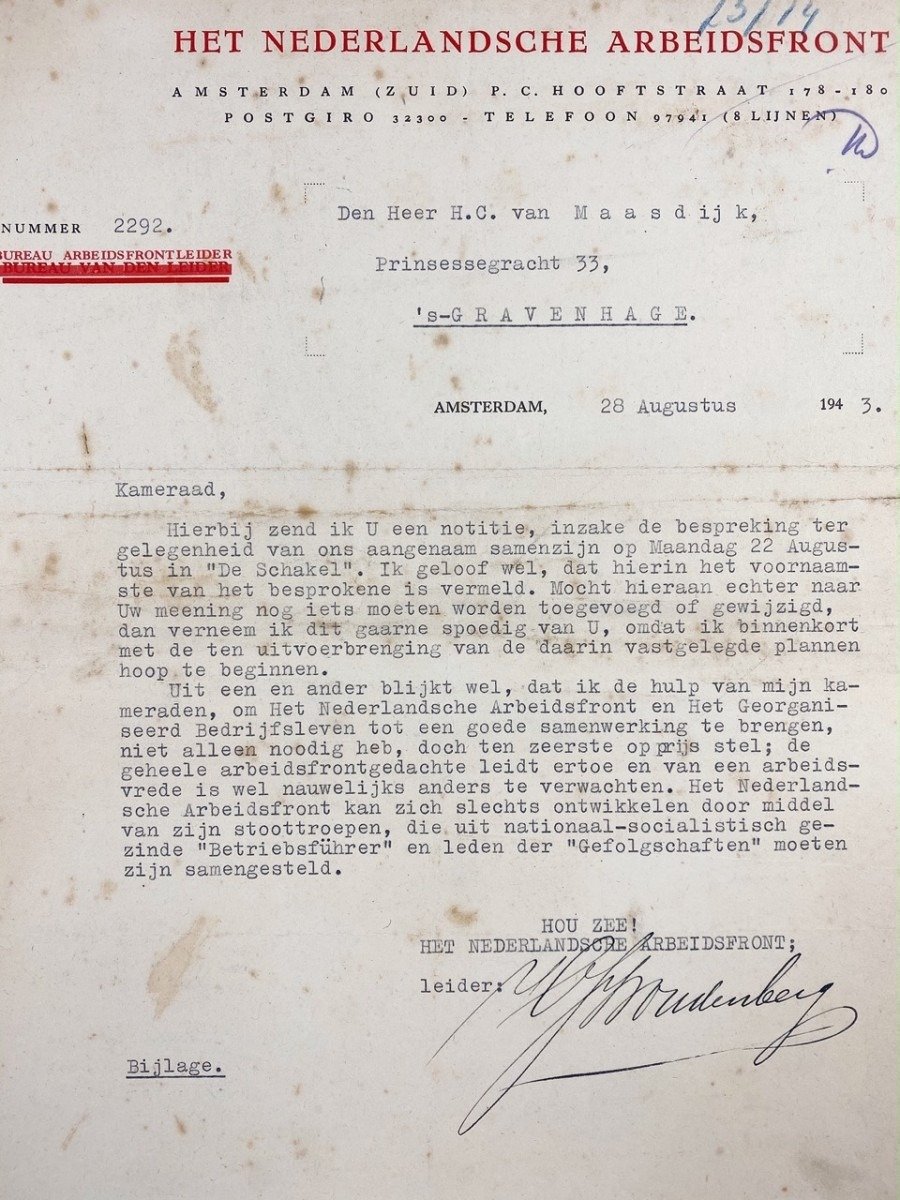 23/14
HET NEDERLANDSCHE ARBEIDSFRONT
AMSTERDAM (ZUID) P. C. HOOFTSTRAAT 178-180
POSTGIRO 32300 - TELEFOON 97941 (8 LIJNEN)
NUMMER 2292.
BUREAU ARBEIDSFRONTLEIDER
BUREAU VAN DEN LEIDER
Den Heer H.C. van M a a s d ij k,
Prinsessegracht 33,
's-G R A V E N H A G E.
AMSTERDAM, 28 Augustus 194 3.
Kameraad,
Hierbij zend ik U een notitie, inzake de bespreking ter
gelegenheid van ons aangenaam samenzijn op Maandag 22 Augus-
tus in "De Schakel". Ik geloof wel, dat hierin het voornaam-
ste van het besprokene is vermeld. Mocht hieraan echter naar
Uw meening nog iets moeten worden toegevoegd of gewijzigd,
dan verneem ik dit gaarne spoedig van U, omdat ik binnenkort
met de ten uitvoerbrenging van de daarin vastgelegde plannen
hoop te beginnen.
Uit een en ander blijkt wel, dat ik de hulp van mijn ka-
meraden, om Het Nederlandsche Arbeidsfront en Het Georgani-
seerd Bedrijfsleven tot een goede samenwerking te brengen,
niet alleen noodig heb, doch ten zeerste op prijs stel; de
geheele arbeidsfrontgedachte leidt ertoe en van een arbeids-
vrede is wel nauwelijks anders te verwachten. Het Nederland-
sche Arbeidsfront kan zich slechts ontwikkelen door middel
van zijn stoottroepen, die uit nationaal-socialistisch ge-
zinde "Betriebsführer" en leden der "Gefolgschaften" moeten
zijn samengesteld.
HOU ZEE!
HET NEDERLANDSCHE ARBEIDSFRONT;
leider: Woudenberg
Bijlage.